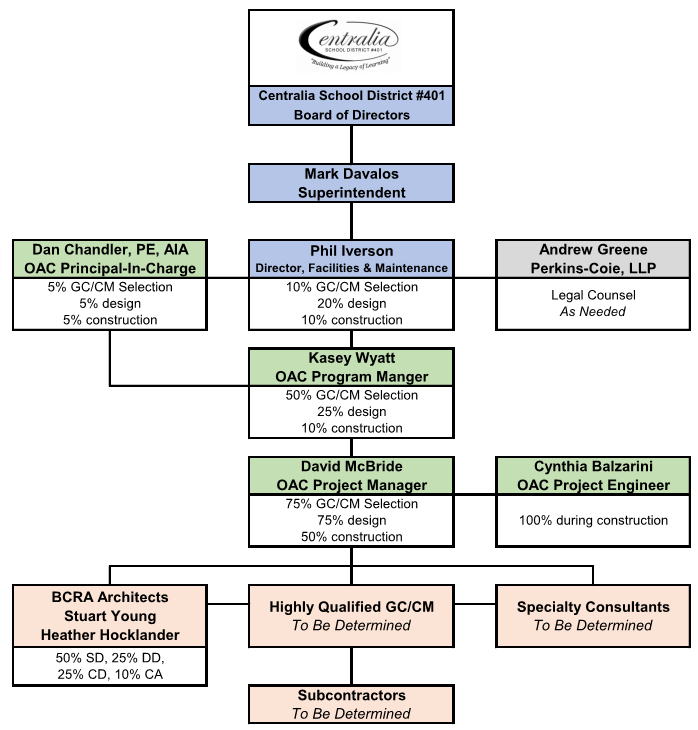 Centralia
SCHOOL DISTRICT #401
"Building a Legacy of Learning"
Centralia School District #401
Board of Directors
Mark Davalos
Superintendent
Dan Chandler, PE, AIA
OAC Principal-In-Charge
5% GC/CM Selection
5% design
5% construction
Phil Iverson
Director, Facilities & Maintenance
10% GC/CM Selection
20% design
10% construction
Andrew Greene
Perkins-Coie, LLP
Legal Counsel
As Needed
Kasey Wyatt
OAC Program Manger
50% GC/CM Selection
25% design
10% construction
David McBride
OAC Project Manager
75% GC/CM Selection
75% design
50% construction
Cynthia Balzarini
OAC Project Engineer
100% during construction
BCRA Architects
Stuart Young
Heather Hocklander
50% SD, 25% DD,
25% CD, 10% CA
Highly Qualified GC/CM
To Be Determined
Specialty Consultants
To Be Determined
Subcontractors
To Be Determined